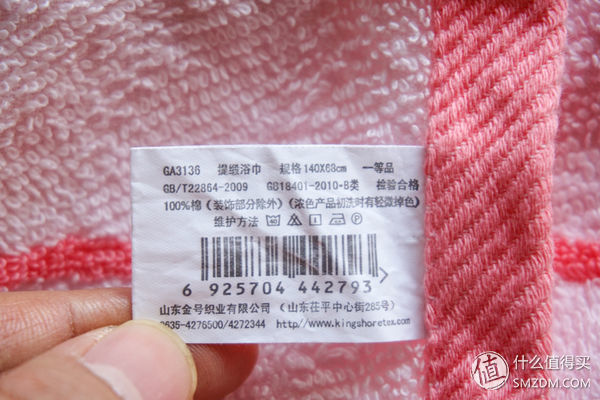 GA3136 提缎浴巾 规格140X68cm 一等品
GB/T22864-2009 GB18401-2010-B类 检验合格
100%棉(装饰部分除外)(浓色产品初洗时有轻微掉色)
维护方法
6 925704 442793
山东金号织业有限公司 (山东茌平中心街285号)
0635-4276500/4272344 http//www.kingshoretex.com
值 什么值得买
SMZDM.COM